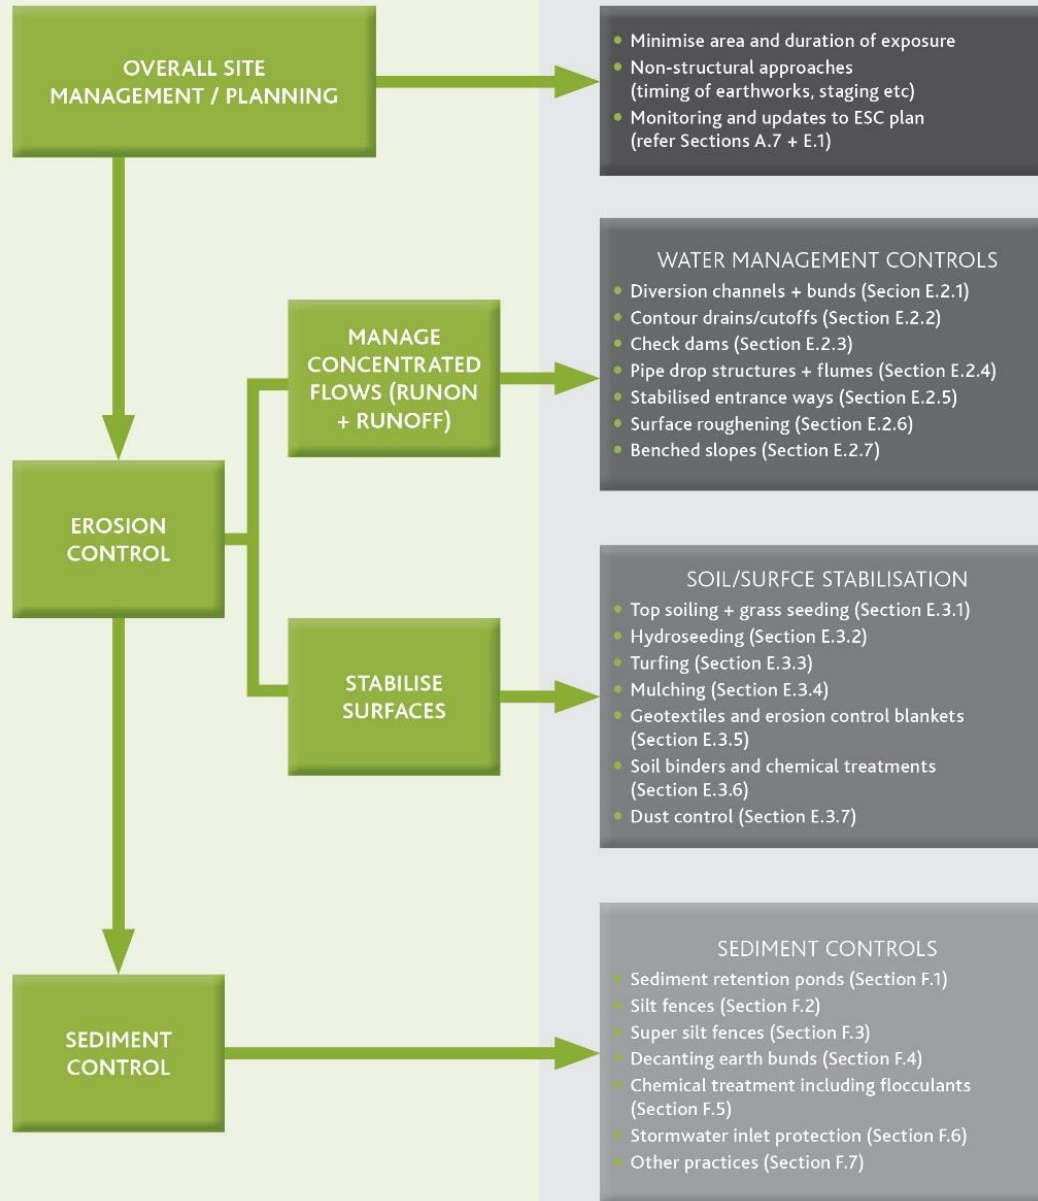 OVERALL SITE
MANAGEMENT / PLANNING
• Minimise area and duration of exposure
• Non-structural approaches
(timing of earthworks, staging etc)
• Monitoring and updates to ESC plan
(refer Sections A.7 + E.1)
MANAGE
CONCENTRATED
FLOWS (RUNON
+ RUNOFF)
WATER MANAGEMENT CONTROLS
• Diversion channels + bunds (Secion E.2.1)
• Contour drains/cutoffs (Section E.2.2)
• Check dams (Section E.2.3)
• Pipe drop structures + flumes (Section E.2.4)
• Stabilised entrance ways (Section E.2.5)
• Surface roughening (Section E.2.6)
• Benched slopes (Section E.2.7)
EROSION
CONTROL
STABILISE
SURFACES
SOIL/SURFCE STABILISATION
• Top soiling + grass seeding (Section E.3.1)
• Hydroseeding (Section E.3.2)
• Turfing (Section E.3.3)
• Mulching (Section E.3.4)
• Geotextiles and erosion control blankets
(Section E.3.5)
• Soil binders and chemical treatments
(Section E.3.6)
• Dust control (Section E.3.7)
SEDIMENT
CONTROL
SEDIMENT CONTROLS
• Sediment retention ponds (Section F.1)
• Silt fences (Section F.2)
• Super silt fences (Section F.3)
• Decanting earth bunds (Section F.4)
• Chemical treatment including flocculants
(Section F.5)
• Stormwater inlet protection (Section F.6)
• Other practices (Section F.7)